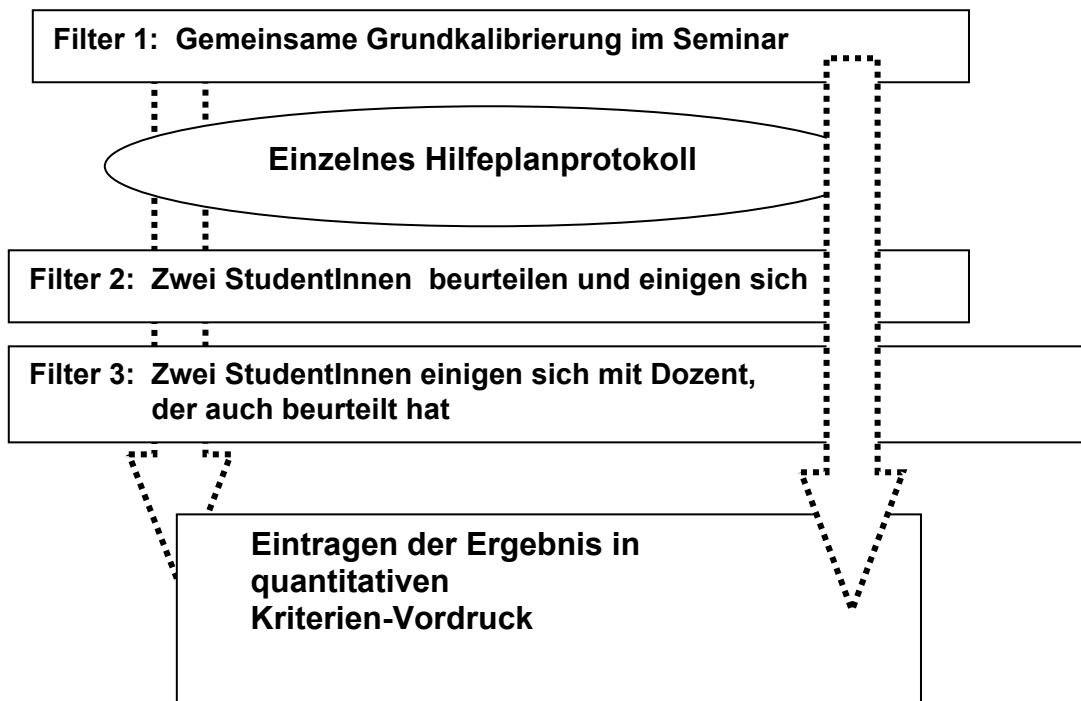 Filter 1: Gemeinsame Grundkalibrierung im Seminar
Einzelnes Hilfeplanprotokoll
Filter 2: Zwei StudentInnen beurteilen und einigen sich
Filter 3: Zwei StudentInnen einigen sich mit Dozent,
der auch beurteilt hat
Eintragen der Ergebnis in
quantitativen
Kriterien-Vordruck